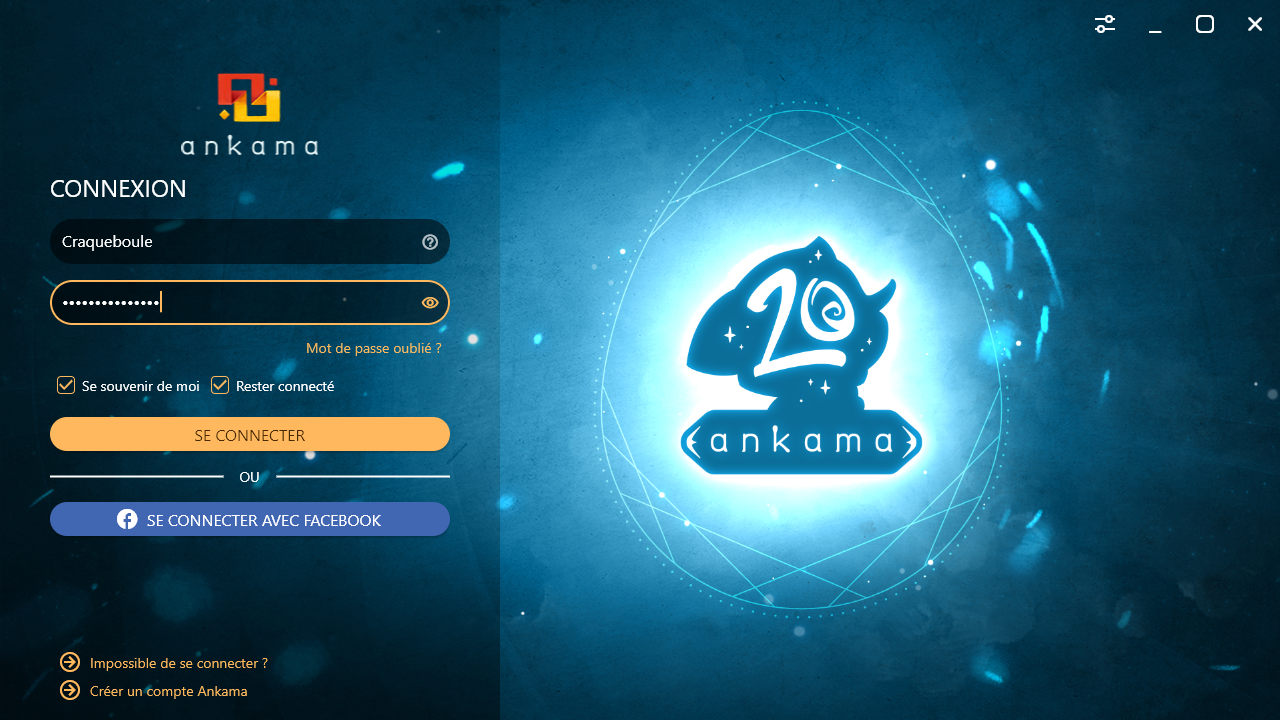 ankama
CONNEXION
Craqueboule
•••••••••••••••
Mot de passe oublié ?
Se souvenir de moi
Rester connecté
SE CONNECTER
OU
SE CONNECTER AVEC FACEBOOK
Impossible de se connecter ?
Créer un compte Ankama
20
ankama